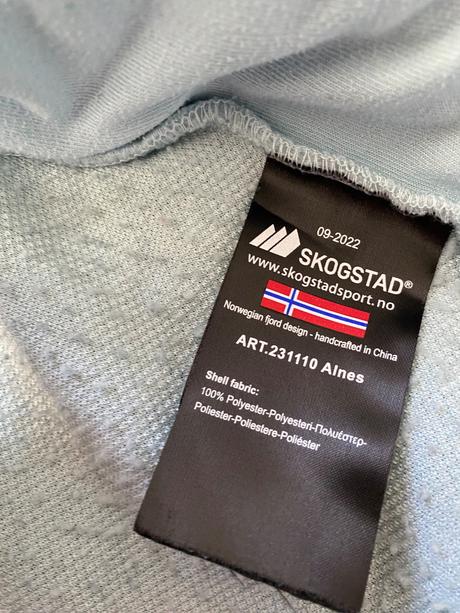 09-2022
SKOGSTAD®
www.skogstadsport.no
Norwegian fjord design - handcrafted in China
ART.231110 Alnes
Shell fabric:
100% Polyester-Polyesteri-Πολυέστερ-
Poliester-Poliestere-Poliéster